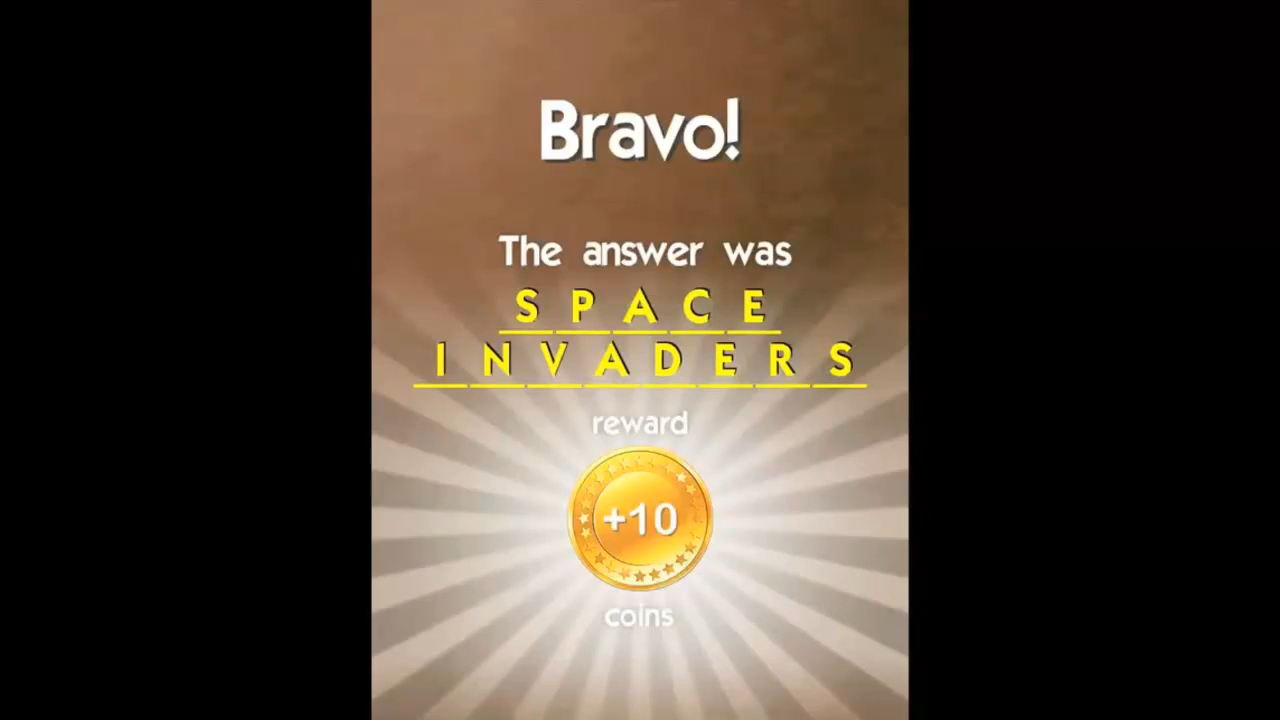 Bravo!
The answer was
SPACE
INVADERS
reward
+10
coins